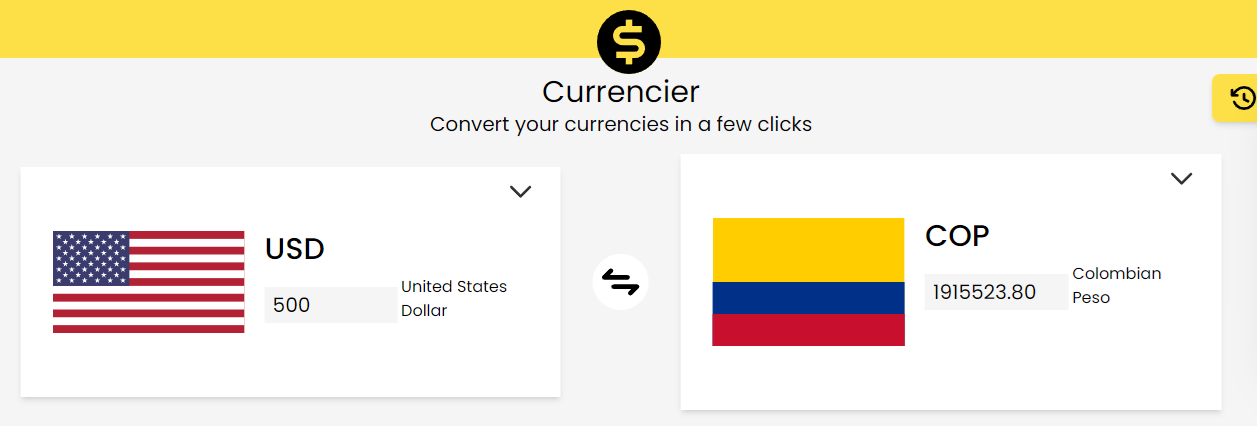 Currencier
Convert your currencies in a few clicks
USD
500
United States
Dollar
COP
1915523.80
Colombian
Peso